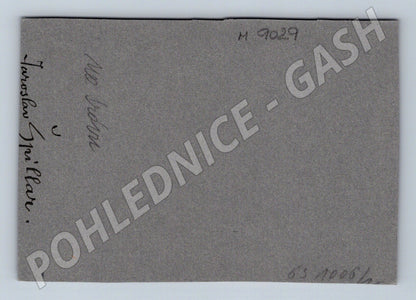 M 9029
Jaroslav Špillar.
POHLEDNICE - GASH